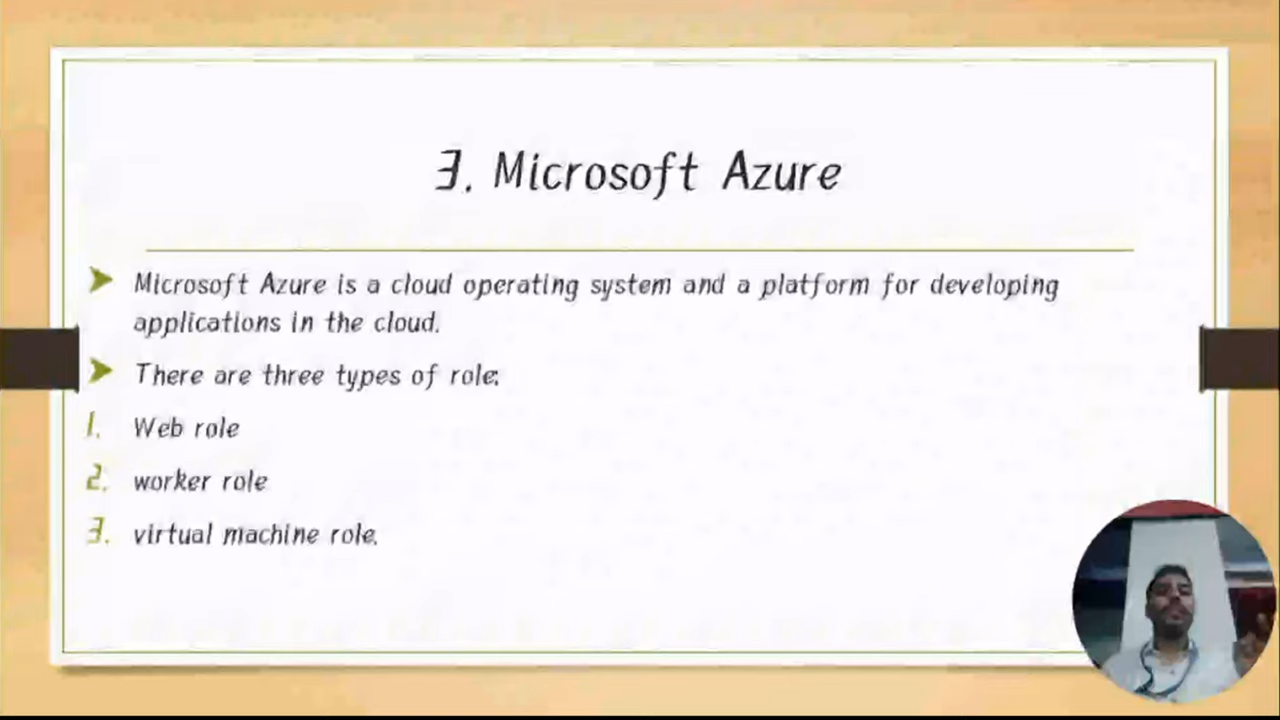 3. Microsoft Azure
Microsoft Azure is a cloud operating system and a platform for developing
applications in the cloud.
There are three types of role:
1. Web role
2. worker role
3. virtual machine role.